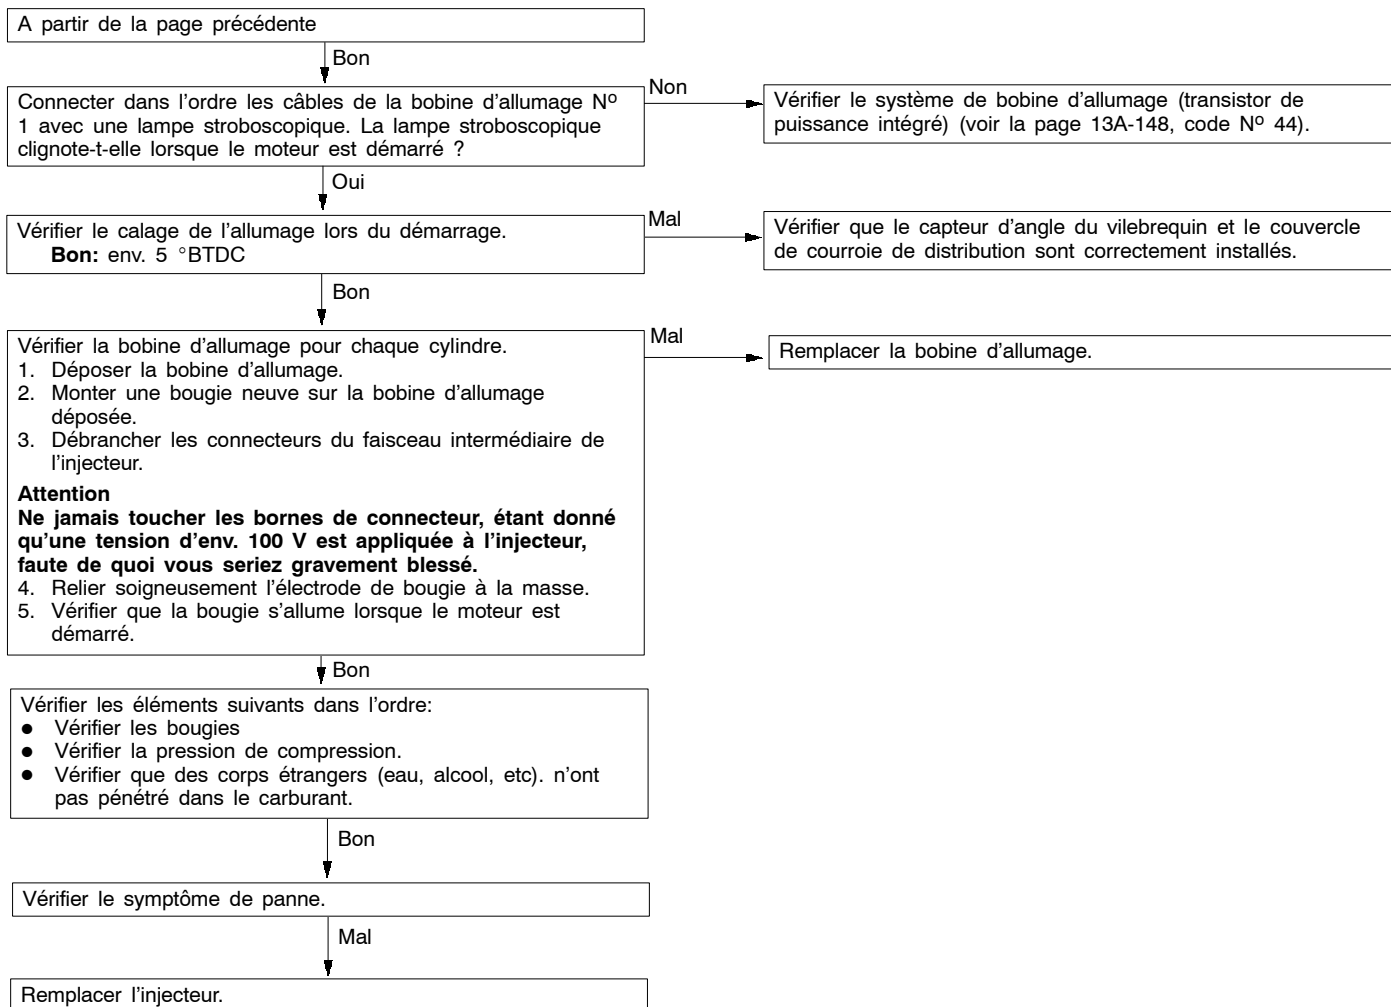 A partir de la page précédente
Bon
Connecter dans l'ordre les câbles de la bobine d'allumage Nº
1 avec une lampe stroboscopique. La lampe stroboscopique
clignote-t-elle lorsque le moteur est démarré ?
Non
Vérifier le système de bobine d'allumage (transistor de
puissance intégré) (voir la page 13A-148, code Nº 44).
Oui
Vérifier le calage de l'allumage lors du démarrage.
Bon: env. 5 °BTDC
Mal
Vérifier que le capteur d'angle du vilebrequin et le couvercle
de courroie de distribution sont correctement installés.
Bon
Vérifier la bobine d'allumage pour chaque cylindre.
1. Déposer la bobine d'allumage.
2. Monter une bougie neuve sur la bobine d'allumage
déposée.
3. Débrancher les connecteurs du faisceau intermédiaire de
l'injecteur.
Attention
Ne jamais toucher les bornes de connecteur, étant donné
qu'une tension d'env. 100 V est appliquée à l'injecteur,
faute de quoi vous seriez gravement blessé.
4. Relier soigneusement l'électrode de bougie à la masse.
5. Vérifier que la bougie s'allume lorsque le moteur est
démarré.
Mal
Remplacer la bobine d'allumage.
Bon
Vérifier les éléments suivants dans l'ordre:
● Vérifier les bougies
● Vérifier la pression de compression.
● Vérifier que des corps étrangers (eau, alcool, etc). n'ont
pas pénétré dans le carburant.
Bon
Vérifier le symptôme de panne.
Mal
Remplacer l'injecteur.